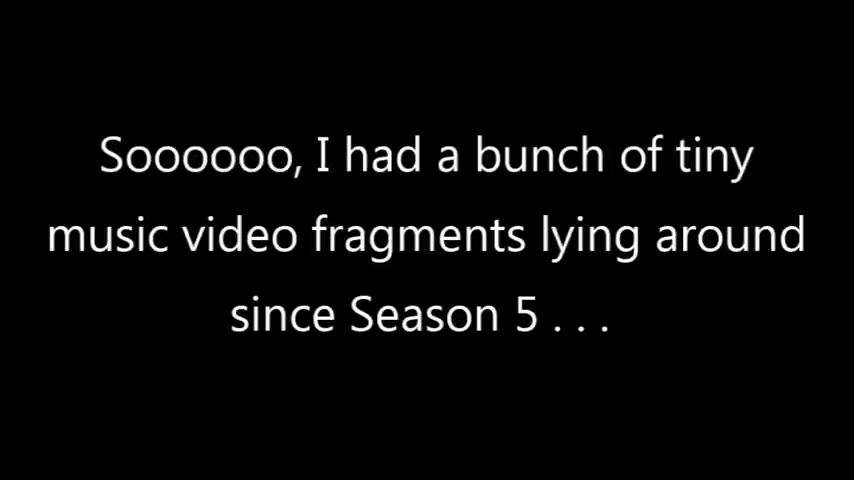 Soooooo, I had a bunch of tiny
music video fragments lying around
since Season 5 . . .